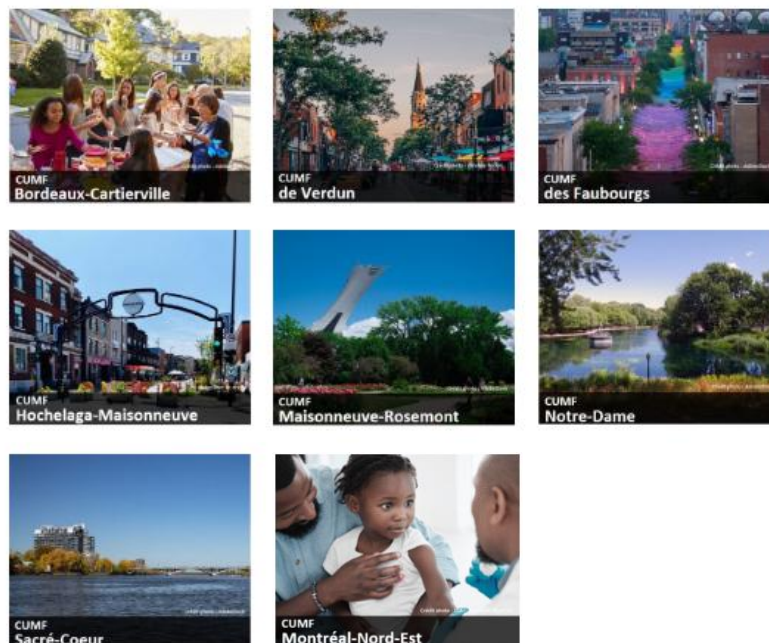 CUMF
Bordeaux-Cartierville
CUMF
de Verdun
CUMF
des Faubourgs
CUMF
Hochelaga-Maisonneuve
CUMF
Maisonneuve-Rosemont
CUMF
Notre-Dame
CUMF
Sacré-Coeur
CUMF
Montréal-Nord-Est